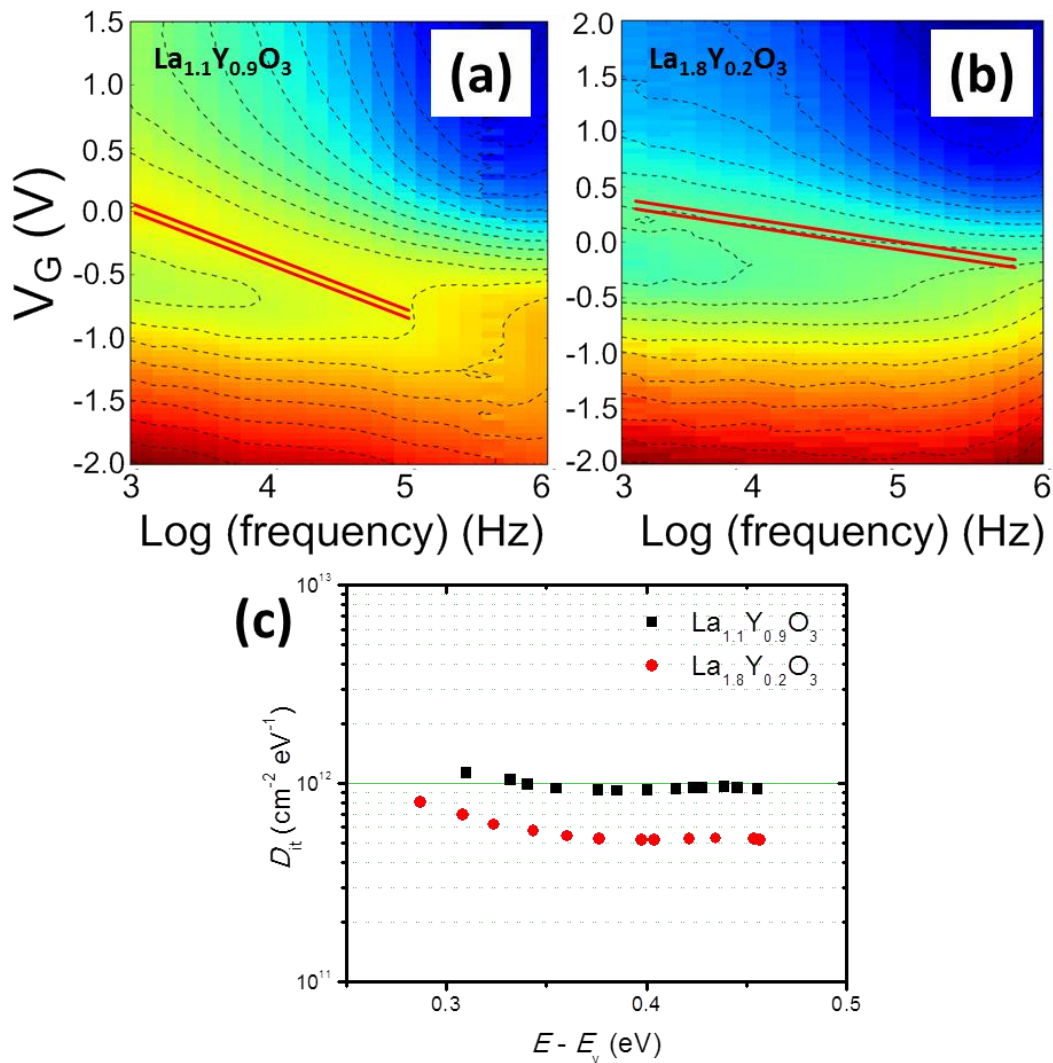 (a)
La1.1Y0.9O3
1.5
1.0
0.5
0.0
-0.5
-1.0
-1.5
-2.0
VG (V)
3 4 5 6
Log (frequency) (Hz)
(b)
La1.8Y0.2O3
2.0
1.5
1.0
0.5
0.0
-0.5
-1.0
-1.5
-2.0
3 4 5 6
Log (frequency) (Hz)
(c)
La1.1Y0.9O3
La1.8Y0.2O3
10^13
10^12
10^11
Dit (cm^-2 eV^-1)
0.3 0.4 0.5
E - Ev (eV)